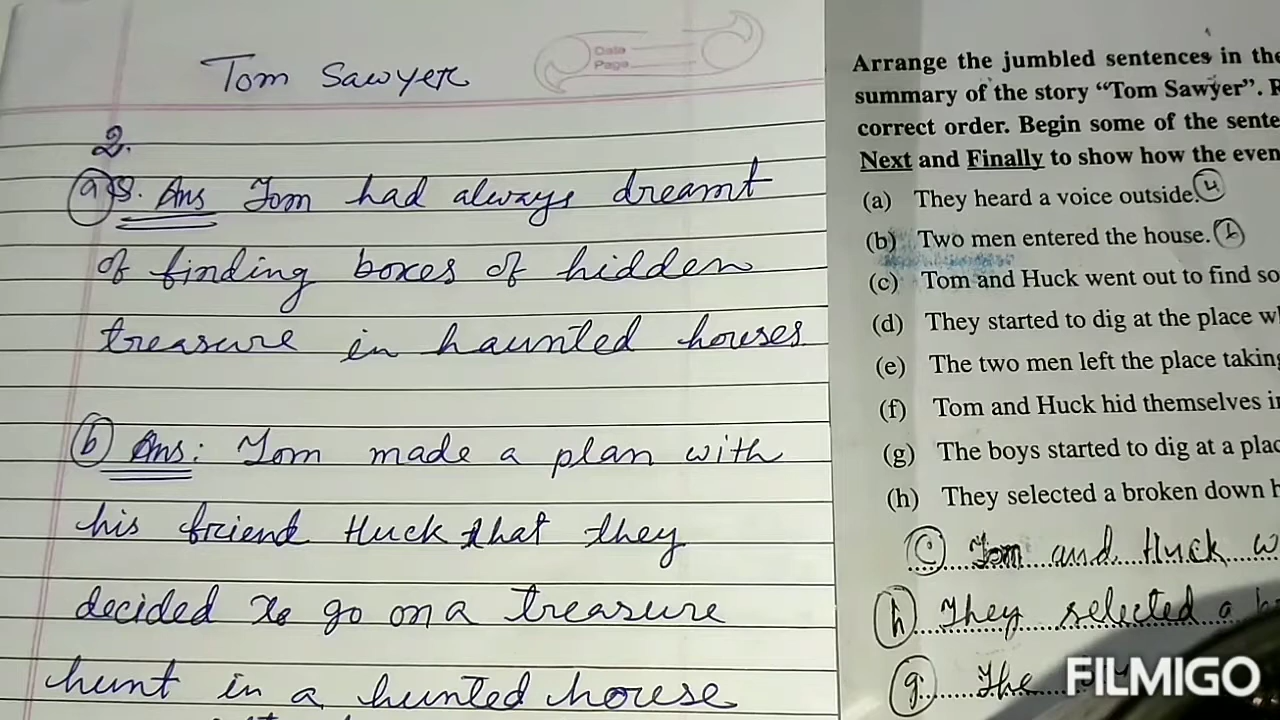 Tom Sawyer
Date
Page
2.
(a) Ans Tom had always dreamt
of finding boxes of hidden
treasure in haunted houses
(b) Ans: Tom made a plan with
his friend Huck that they
decided to go on a treasure
hunt in a hunted house
Arrange the jumbled sentences in the
summary of the story "Tom Sawyer". R
correct order. Begin some of the sente
Next and Finally to show how the even
(a) They heard a voice outside. 4
(b) Two men entered the house.
(c) Tom and Huck went out to find so
(d) They started to dig at the place w
(e) The two men left the place taking
(f) Tom and Huck hid themselves in
(g) The boys started to dig at a plac
(h) They selected a broken down h
(c) Tom and Huck w
(h) They selected a
(g) The
FILMIGO